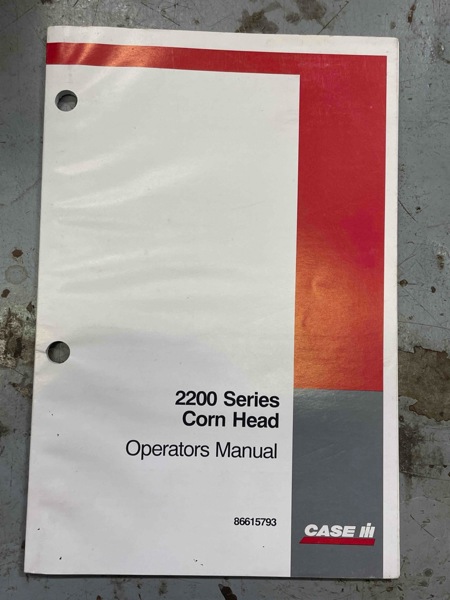 2200 Series
Corn Head
Operators Manual
86615793
CASE IH